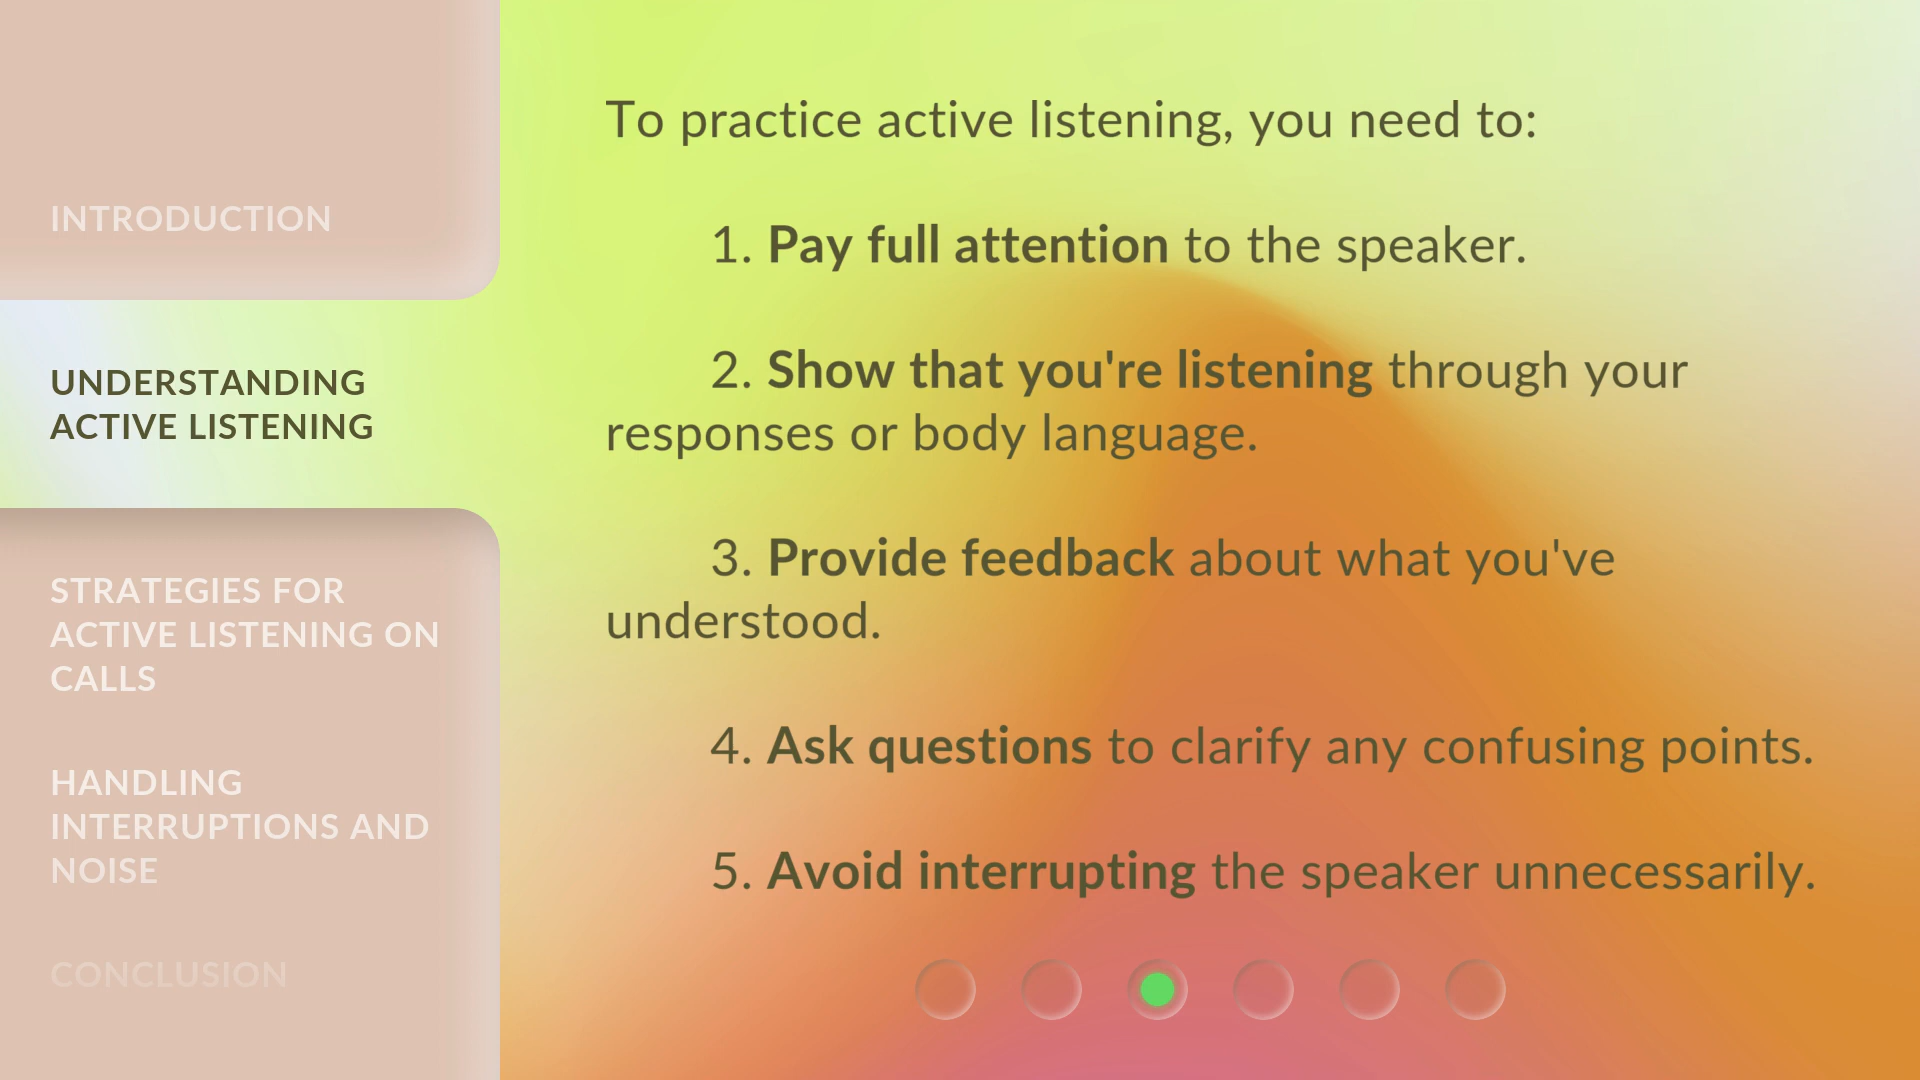 INTRODUCTION
UNDERSTANDING
ACTIVE LISTENING
STRATEGIES FOR
ACTIVE LISTENING ON
CALLS
HANDLING
INTERRUPTIONS AND
NOISE
CONCLUSION
To practice active listening, you need to:
1. Pay full attention to the speaker.
2. Show that you're listening through your
responses or body language.
3. Provide feedback about what you've
understood.
4. Ask questions to clarify any confusing points.
5. Avoid interrupting the speaker unnecessarily.